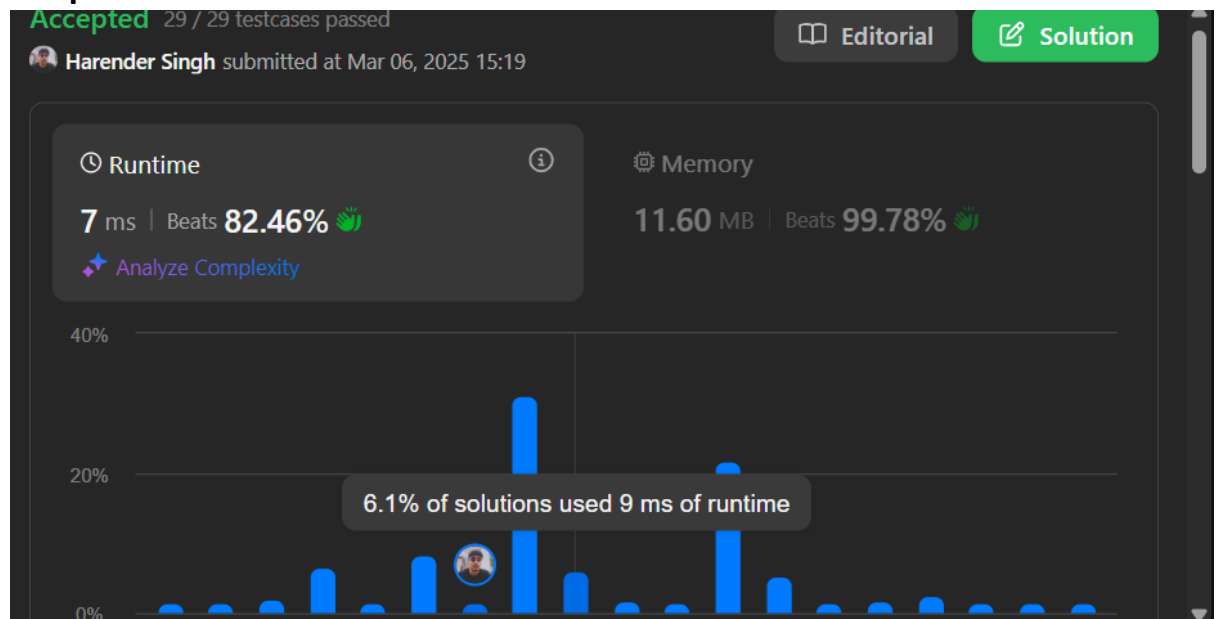 Accepted 29 / 29 testcases passed
Editorial
Solution
Harender Singh submitted at Mar 06, 2025 15:19
Runtime
Memory
7 ms | Beats 82.46%
11.60 MB | Beats 99.78%
Analyze Complexity
40%
20%
6.1% of solutions used 9 ms of runtime
0%